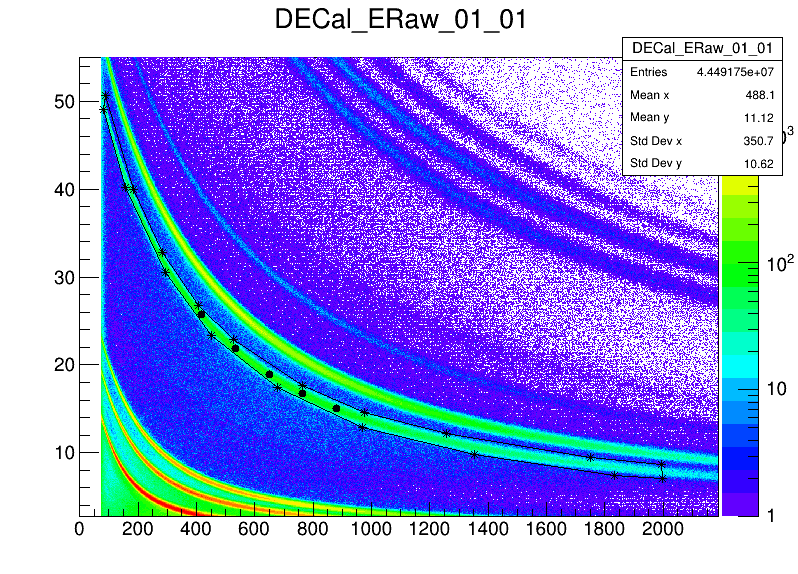 DECal_ERaw_01_01
DECal_ERaw_01_01
Entries 4.449175e+07
Mean x 488.1
Mean y 11.12
Std Dev x 350.7
Std Dev y 10.62
50
40
30
20
10
0 200 400 600 800 1000 1200 1400 1600 1800 2000
10²
10
1